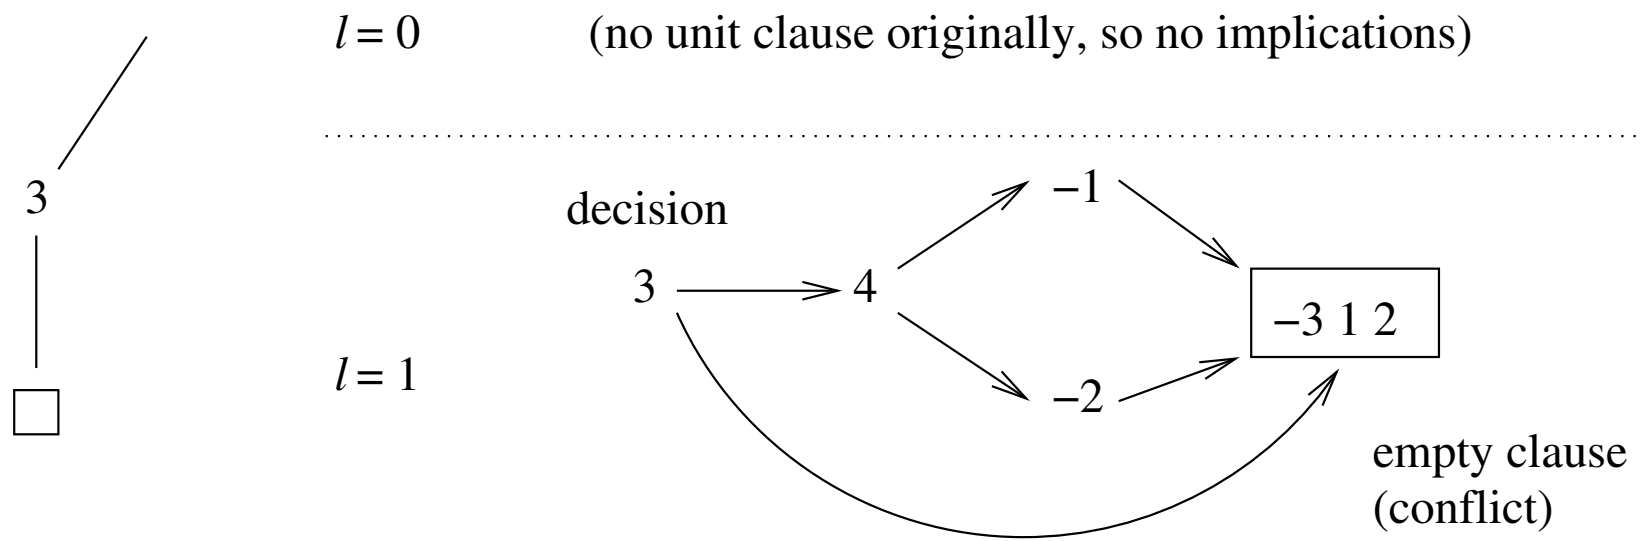 l = 0 (no unit clause originally, so no implications)
3
decision
−1
3 4
−3 1 2
l = 1
−2
empty clause
(conflict)